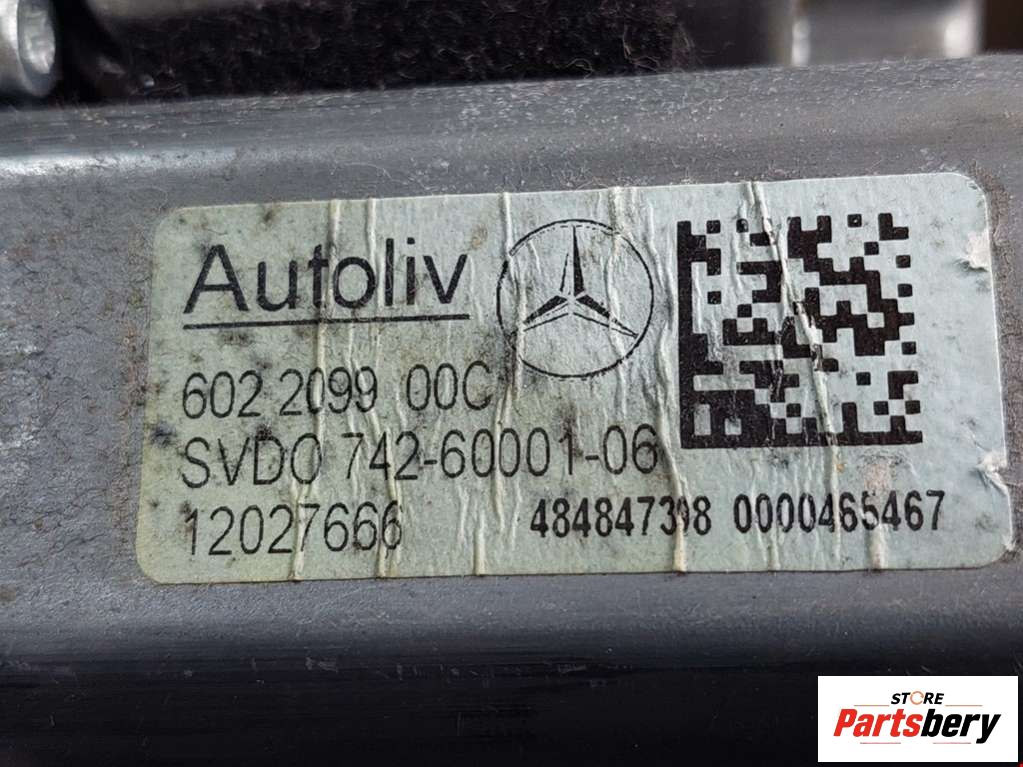 Autoliv
602 2099 00C
SVDO 742-60001-06
12027666
484847398 0000465467
STORE
Partsbery